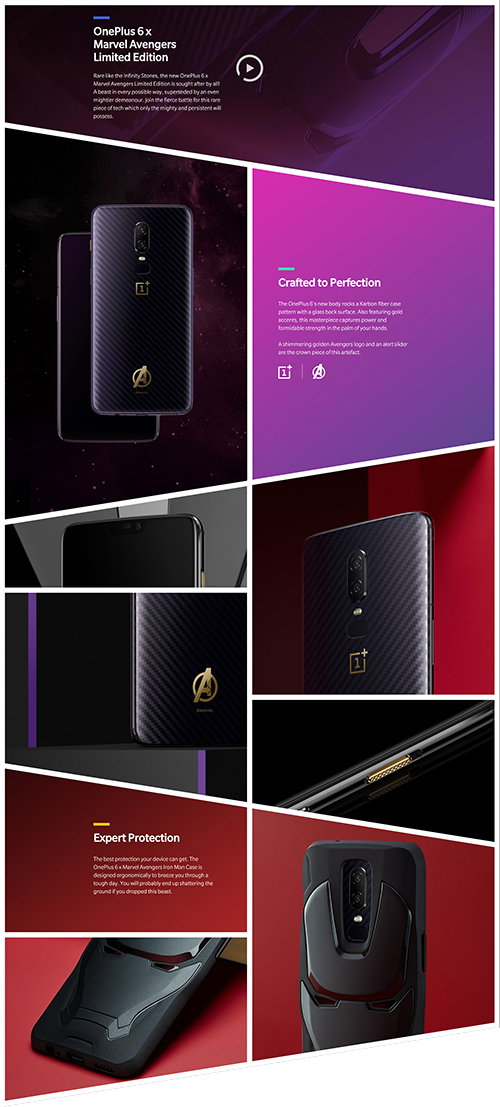 OnePlus 6 x
Marvel Avengers
Limited Edition
Rare like the Infinity Stones, the new OnePlus 6 x
Marvel Avengers Limited Edition is sought after by all!
A beast in every possible way, superseded by an even
mightier demeanour. Join the fierce battle for this rare
piece of tech which only the mighty and persistent will
possess.
Crafted to Perfection
The OnePlus 6's new body rocks a Karbon fiber case
pattern with a glass back surface. Also featuring gold
accents, this masterpiece captures power and
formidable strength in the palm of your hands.
A shimmering golden Avengers logo and an alert slider
are the crown piece of this artefact.
1+
A
1+
A
1+
A
Expert Protection
The best protection your device can get. The
OnePlus 6 x Marvel Avengers Iron Man Case is
designed ergonomically to breeze you through a
tough day. You will probably end up shattering the
ground if you dropped this beast.